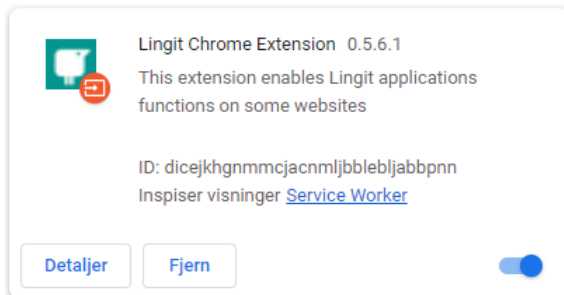 Lingit Chrome Extension 0.5.6.1
This extension enables Lingit applications
functions on some websites
ID: dicejkhgnmmcjacnmljbblebljabbpnn
Inspiser visninger Service Worker
Detaljer Fjern